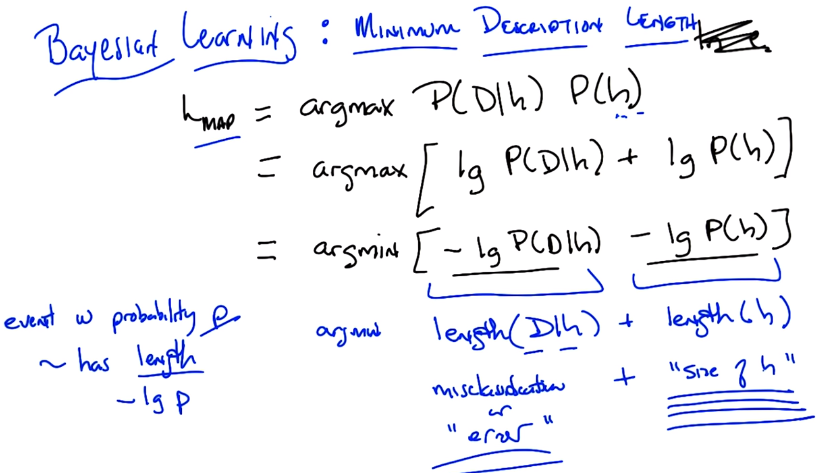 Bayesian Learning : Minimum Description Length
h_MAP = argmax P(D|h) P(h)
= argmax [ lg P(D|h) + lg P(h) ]
= argmin [ - lg P(D|h) - lg P(h) ]
event w probability p
~ has length
- lg p
argmin length(D|h) + length(h)
misclassification + "size of h"
or
"error"